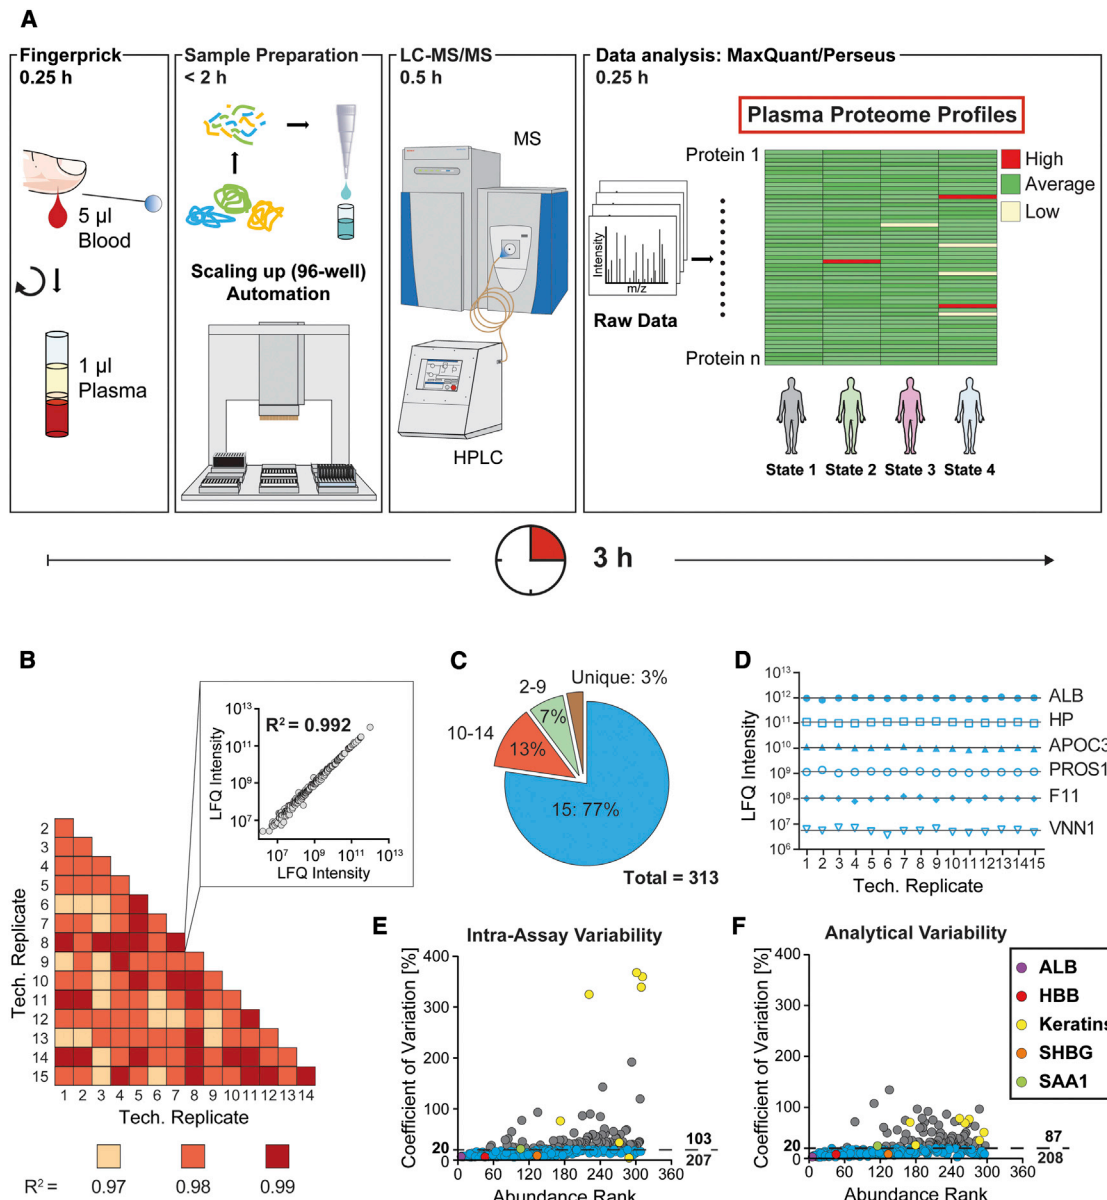 A
Fingerprick
0.25 h
5 µl
Blood
1 µl
Plasma
Sample Preparation
< 2 h
Scaling up (96-well)
Automation
LC-MS/MS
0.5 h
MS
HPLC
Data analysis: MaxQuant/Perseus
0.25 h
Plasma Proteome Profiles
Intensity
m/z
Raw Data
Protein 1
Protein n
High
Average
Low
State 1 State 2 State 3 State 4
3 h
B
R² = 0.992
LFQ Intensity
10¹³
10¹¹
10⁹
10⁷
10⁷ 10⁹ 10¹¹ 10¹³
LFQ Intensity
Tech. Replicate
2
3
4
5
6
7
8
9
10
11
12
13
14
15
1 2 3 4 5 6 7 8 9 10 11 12 13 14
Tech. Replicate
R² = 0.97 0.98 0.99
C
Unique: 3%
2-9
7%
10-14
13%
15: 77%
Total = 313
D
LFQ Intensity
10¹³
10¹²
10¹¹
10¹⁰
10⁹
10⁸
10⁷
10⁶
ALB
HP
APOC3
PROS1
F11
VNN1
1 2 3 4 5 6 7 8 9 10 11 12 13 14 15
Tech. Replicate
E
Intra-Assay Variability
Coefficient of Variation [%]
400
300
200
100
20
0
103
207
0 60 120 180 240 300 360
Abundance Rank
F
Analytical Variability
Coefficient of Variation [%]
400
300
200
100
20
0
87
208
0 60 120 180 240 300 360
Abundance Rank
ALB
HBB
Keratins
SHBG
SAA1